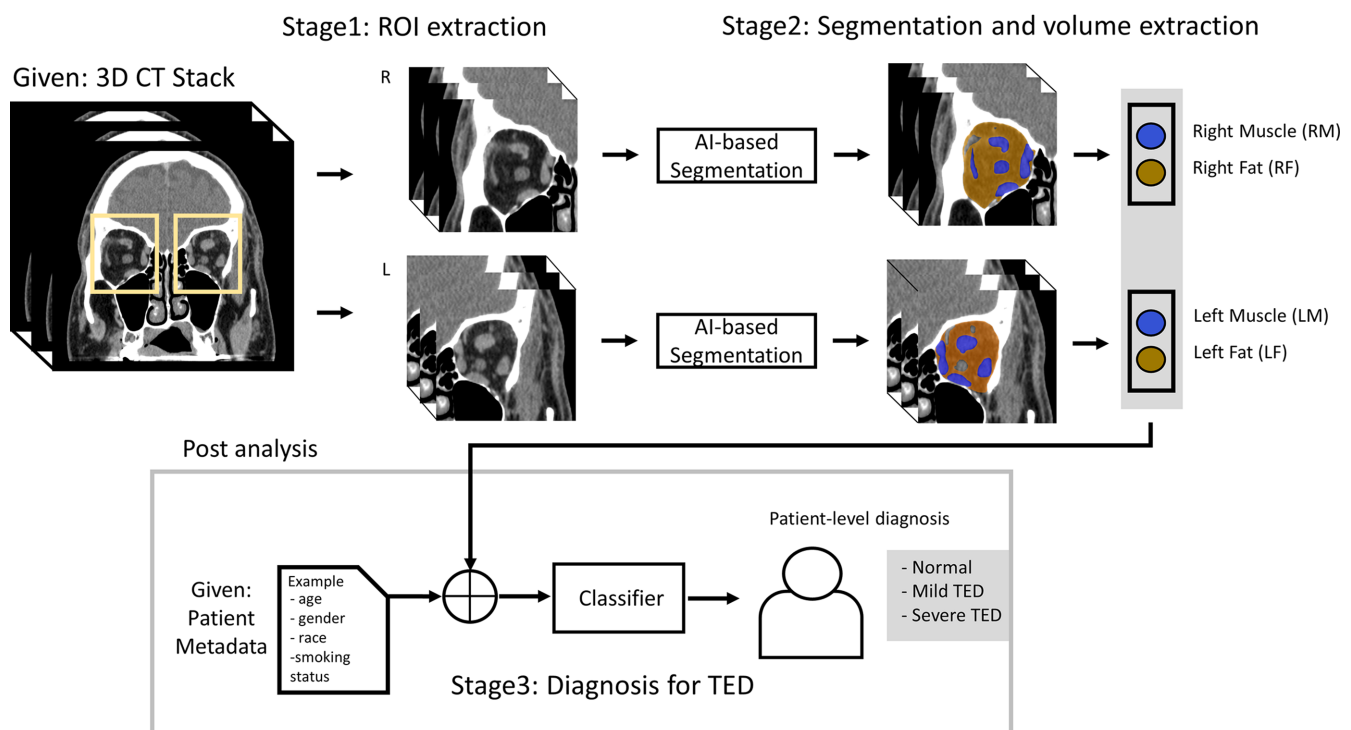 Stage1: ROI extraction
Stage2: Segmentation and volume extraction
Given: 3D CT Stack
R
AI-based
Segmentation
Right Muscle (RM)
Right Fat (RF)
L
AI-based
Segmentation
Left Muscle (LM)
Left Fat (LF)
Post analysis
Given:
Patient
Metadata
Example
- age
- gender
- race
-smoking
status
Classifier
Patient-level diagnosis
- Normal
- Mild TED
- Severe TED
Stage3: Diagnosis for TED